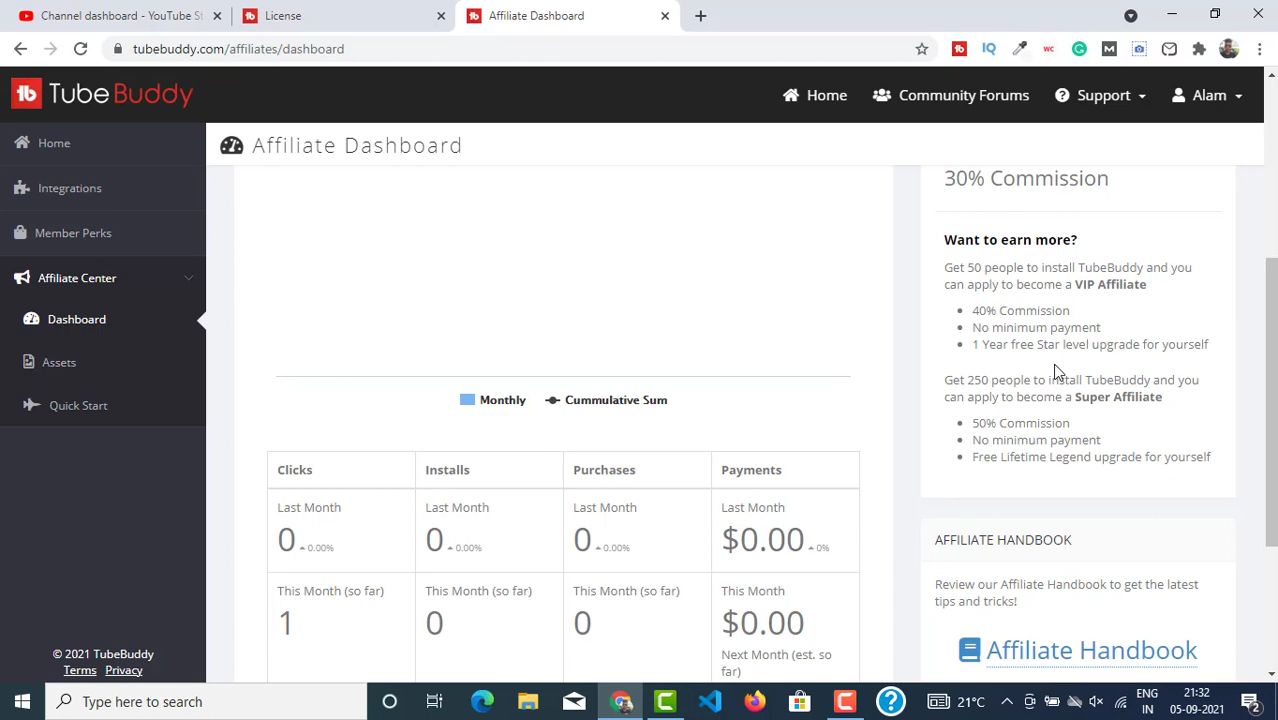 Channel dashboard - YouTube St
License
Affiliate Dashboard
tubebuddy.com/affiliates/dashboard
IQ
WC
TubeBuddy
Home
Community Forums
Support
Alam
Home
Integrations
Member Perks
Affiliate Center
Dashboard
Assets
Quick Start
© 2021 TubeBuddy
Terms Privacy
Affiliate Dashboard
Monthly
Cummulative Sum
Clicks Installs Purchases Payments
Last Month Last Month Last Month Last Month
0 0.00% 0 0.00% 0 0.00% $0.00 0%
This Month (so far) This Month (so far) This Month (so far) This Month
1 0 0 $0.00
Next Month (est. so
far)
30% Commission
Want to earn more?
Get 50 people to install TubeBuddy and you
can apply to become a VIP Affiliate
40% Commission
No minimum payment
1 Year free Star level upgrade for yourself
Get 250 people to install TubeBuddy and you
can apply to become a Super Affiliate
50% Commission
No minimum payment
Free Lifetime Legend upgrade for yourself
AFFILIATE HANDBOOK
Review our Affiliate Handbook to get the latest
tips and tricks!
Affiliate Handbook
Type here to search
21°C
ENG
IN
21:32
05-09-2021
2